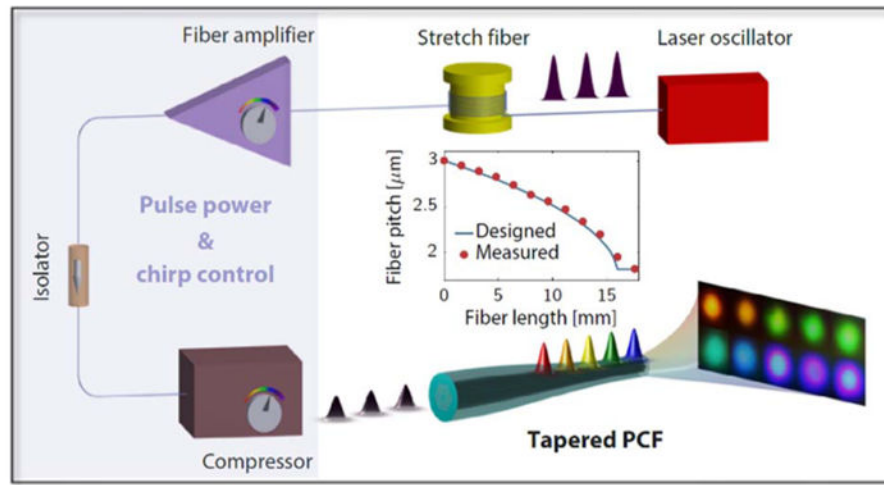 Fiber amplifier
Stretch fiber
Laser oscillator
Pulse power
&
chirp control
Isolator
Compressor
Fiber pitch [μm]
3
2.5
2
Designed
Measured
0
5
10
15
Fiber length [mm]
Tapered PCF